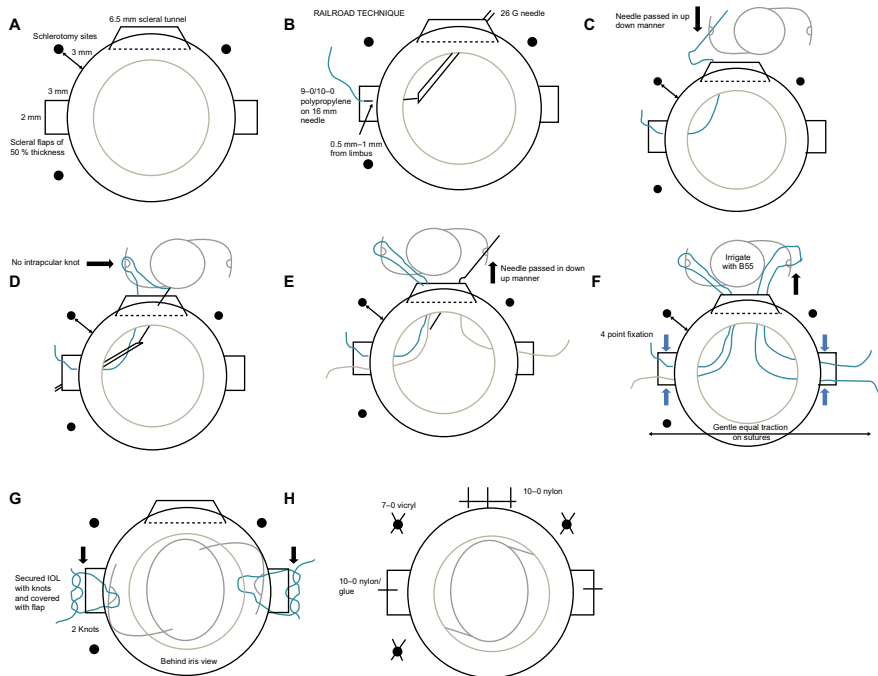 A
6.5 mm scleral tunnel
Schlerotomy sites
3 mm
3 mm
2 mm
Scleral flaps of
50 % thickness
B
RAILROAD TECHNIQUE
26 G needle
9–0/10–0
polypropylene
on 16 mm
needle
0.5 mm–1 mm
from limbus
C
Needle passed in up
down manner
D
No intrapcular knot
E
Needle passed in down
up manner
F
Irrigate
with B55
4 point fixation
Gentle equal traction
on sutures
G
Secured IOL
with knots
and covered
with flap
2 Knots
Behind iris view
H
10–0 nylon
7–0 vicryl
10–0 nylon/
glue